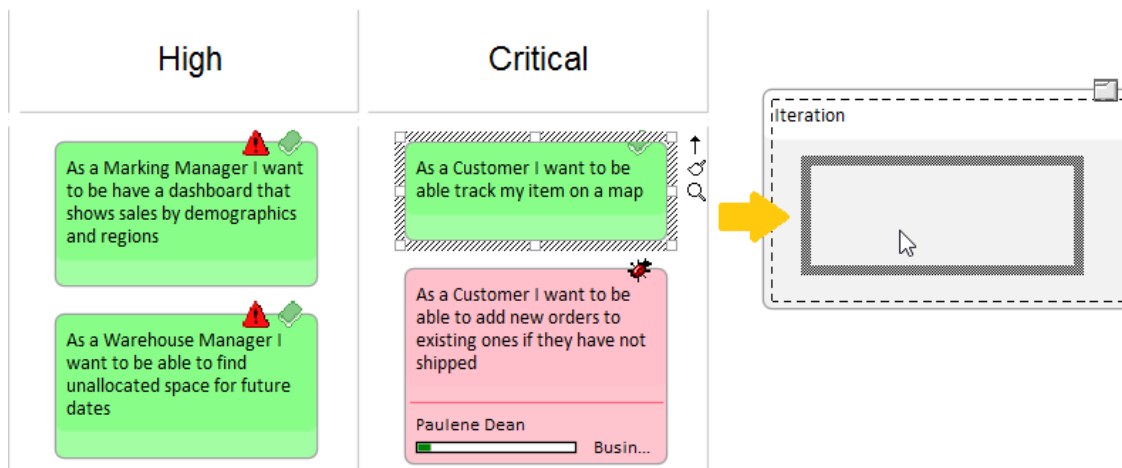 High
Critical
Iteration
As a Marking Manager I want
to be have a dashboard that
shows sales by demographics
and regions
As a Customer I want to be
able track my item on a map
As a Warehouse Manager I
want to be able to find
unallocated space for future
dates
As a Customer I want to be
able to add new orders to
existing ones if they have not
shipped
Paulene Dean
Busin...